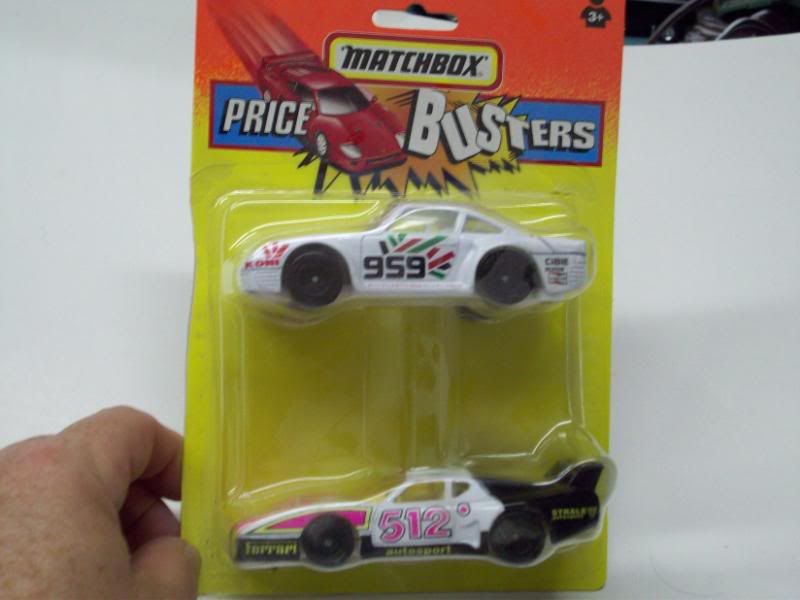 3+
MATCHBOX
PRICE BUSTERS
KONI
959
CIBIE
512
STRALE
ferrari
autosport